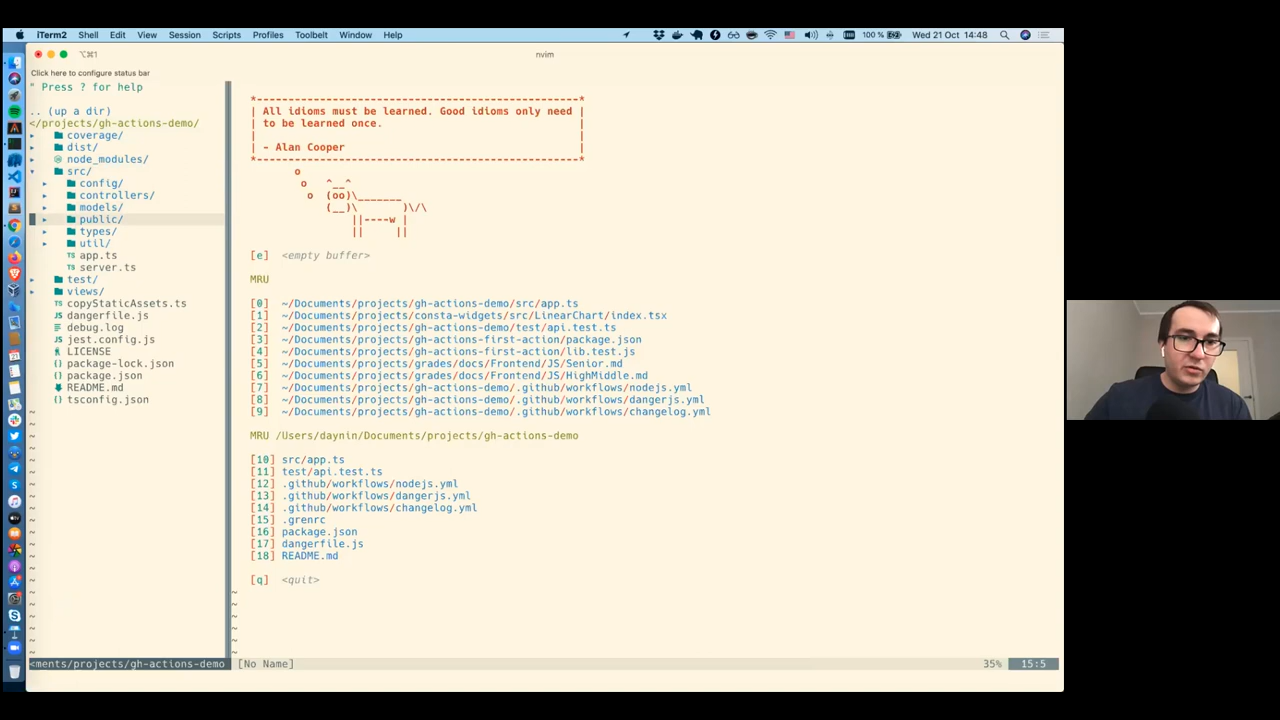 iTerm2 Shell Edit View Session Scripts Profiles Toolbelt Window Help 100 % Wed 21 Oct 14:48
⌥⌘1 nvim
Click here to configure status bar
" Press ? for help
.. (up a dir)
</projects/gh-actions-demo/
▸ coverage/
▸ dist/
▸ node_modules/
▾ src/
▸ config/
▸ controllers/
▸ models/
▸ public/
▸ types/
▸ util/
TS app.ts
TS server.ts
▸ test/
▸ views/
TS copyStaticAssets.ts
TS dangerfile.js
debug.log
jest.config.js
LICENSE
package-lock.json
package.json
README.md
TS tsconfig.json
<ments/projects/gh-actions-demo
*---------------------------------------------------*
| All idioms must be learned. Good idioms only need |
| to be learned once. |
| |
| - Alan Cooper |
*---------------------------------------------------*
o
o ^__^
o (oo)\_______
(__)\ )\/\
||----w |
|| ||
[e] <empty buffer>
MRU
[0] ~/Documents/projects/gh-actions-demo/src/app.ts
[1] ~/Documents/projects/consta-widgets/src/LinearChart/index.tsx
[2] ~/Documents/projects/gh-actions-demo/test/api.test.ts
[3] ~/Documents/projects/gh-actions-first-action/package.json
[4] ~/Documents/projects/gh-actions-first-action/lib.test.js
[5] ~/Documents/projects/grades/docs/Frontend/JS/Senior.md
[6] ~/Documents/projects/grades/docs/Frontend/JS/HighMiddle.md
[7] ~/Documents/projects/gh-actions-demo/.github/workflows/nodejs.yml
[8] ~/Documents/projects/gh-actions-demo/.github/workflows/dangerjs.yml
[9] ~/Documents/projects/gh-actions-demo/.github/workflows/changelog.yml
MRU /Users/daynin/Documents/projects/gh-actions-demo
[10] src/app.ts
[11] test/api.test.ts
[12] .github/workflows/nodejs.yml
[13] .github/workflows/dangerjs.yml
[14] .github/workflows/changelog.yml
[15] .grenrc
[16] package.json
[17] dangerfile.js
[18] README.md
[q] <quit>
[No Name] 35% 15:5